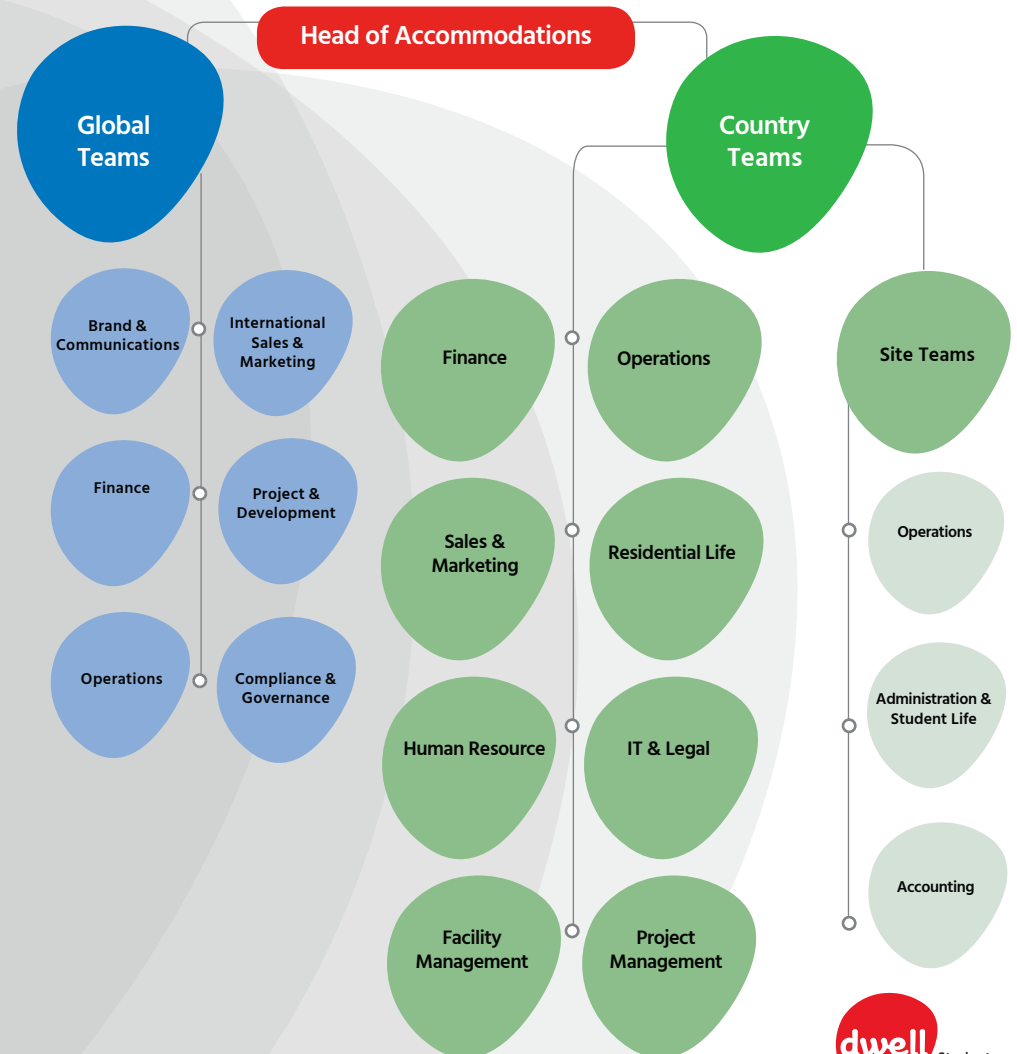 Head of Accommodations
Global
Teams
Country
Teams
Brand &
Communications
International
Sales &
Marketing
Finance
Project &
Development
Operations
Compliance &
Governance
Finance
Operations
Sales &
Marketing
Residential Life
Human Resource
IT & Legal
Facility
Management
Project
Management
Site Teams
Operations
Administration &
Student Life
Accounting
dwell